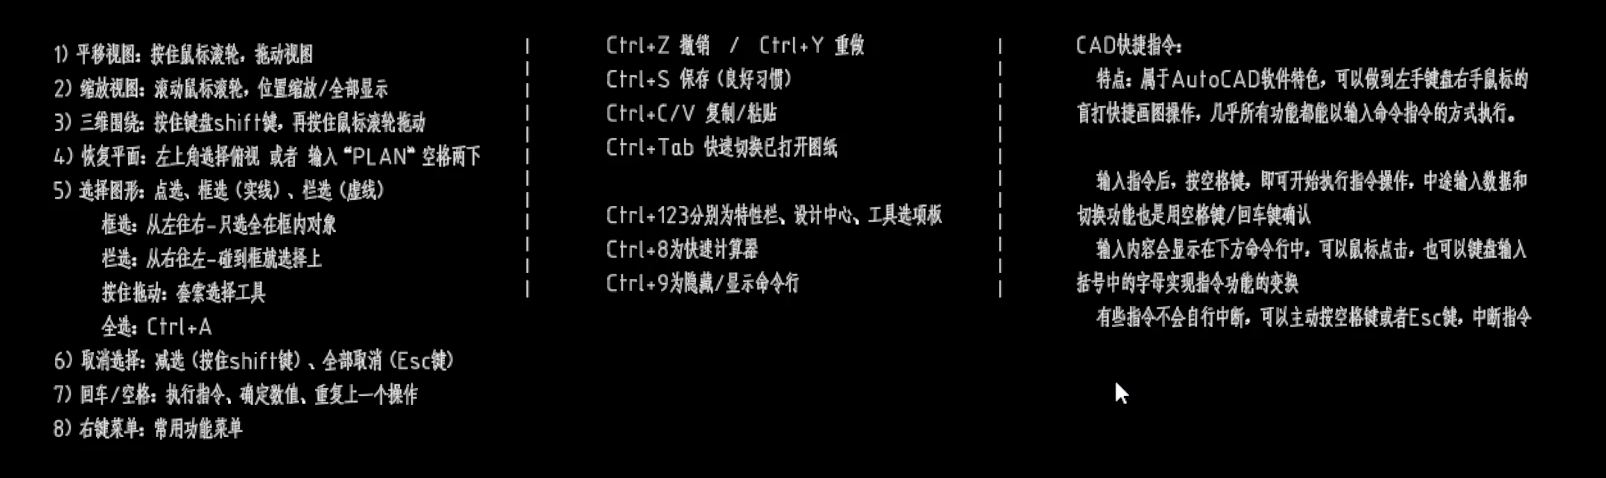 1) 平移视图: 按住鼠标滚轮, 拖动视图
2) 缩放视图: 滚动鼠标滚轮, 位置缩放/全部显示
3) 三维围绕: 按住键盘shift键, 再按住鼠标滚轮拖动
4) 恢复平面: 左上角选择俯视 或者 输入“PLAN”空格两下
5) 选择图形: 点选、框选 (实线) 、栏选 (虚线)
框选: 从左往右-只选全在框内对象
栏选: 从右往左-碰到框就选择上
按住拖动: 套索选择工具
全选: Ctrl+A
6) 取消选择: 减选 (按住shift键) 、全部取消 (Esc键)
7) 回车/空格: 执行指令、确定数值、重复上一个操作
8) 右键菜单: 常用功能菜单
Ctrl+Z 撤销 / Ctrl+Y 重做
Ctrl+S 保存 (良好习惯)
Ctrl+C/V 复制/粘贴
Ctrl+Tab 快速切换已打开图纸
Ctrl+123分别为特性栏、设计中心、工具选项板
Ctrl+8为快速计算器
Ctrl+9为隐藏/显示命令行
CAD快捷指令:
特点: 属于AutoCAD软件特色, 可以做到左手键盘右手鼠标的
盲打快捷画图操作, 几乎所有功能都能以输入命令指令的方式执行。
输入指令后, 按空格键, 即可开始执行指令操作, 中途输入数据和
切换功能也是用空格键/回车键确认
输入内容会显示在下方命令行中, 可以鼠标点击, 也可以键盘输入
括号中的字母实现指令功能的变换
有些指令不会自行中断, 可以主动按空格键或者Esc键, 中断指令